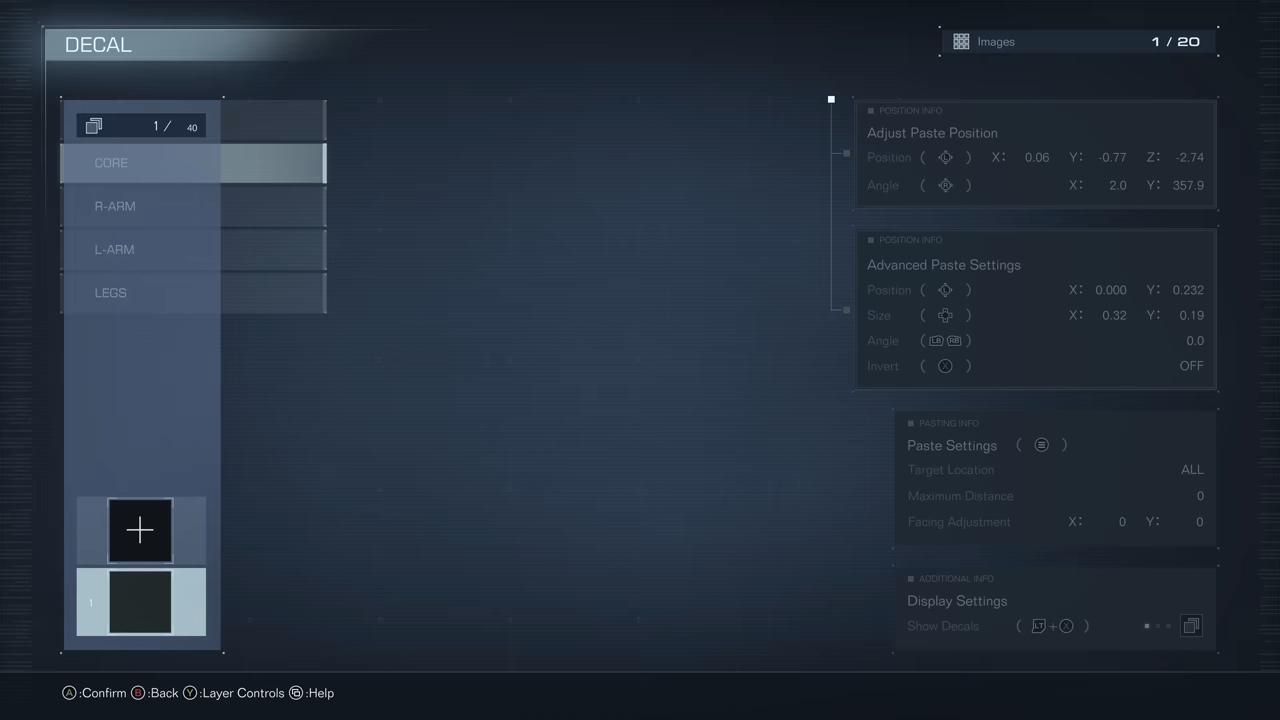 DECAL
Images 1 / 20
1 / 40
CORE
R-ARM
L-ARM
LEGS
1
POSITION INFO
Adjust Paste Position
Position ( L ) X: 0.06 Y: -0.77 Z: -2.74
Angle ( R ) X: 2.0 Y: 357.9
POSITION INFO
Advanced Paste Settings
Position ( L ) X: 0.000 Y: 0.232
Size ( ) X: 0.32 Y: 0.19
Angle ( LB RB ) 0.0
Invert ( X ) OFF
PASTING INFO
Paste Settings ( )
Target Location ALL
Maximum Distance 0
Facing Adjustment X: 0 Y: 0
ADDITIONAL INFO
Display Settings
Show Decals ( LT + X )
A :Confirm B :Back Y :Layer Controls :Help